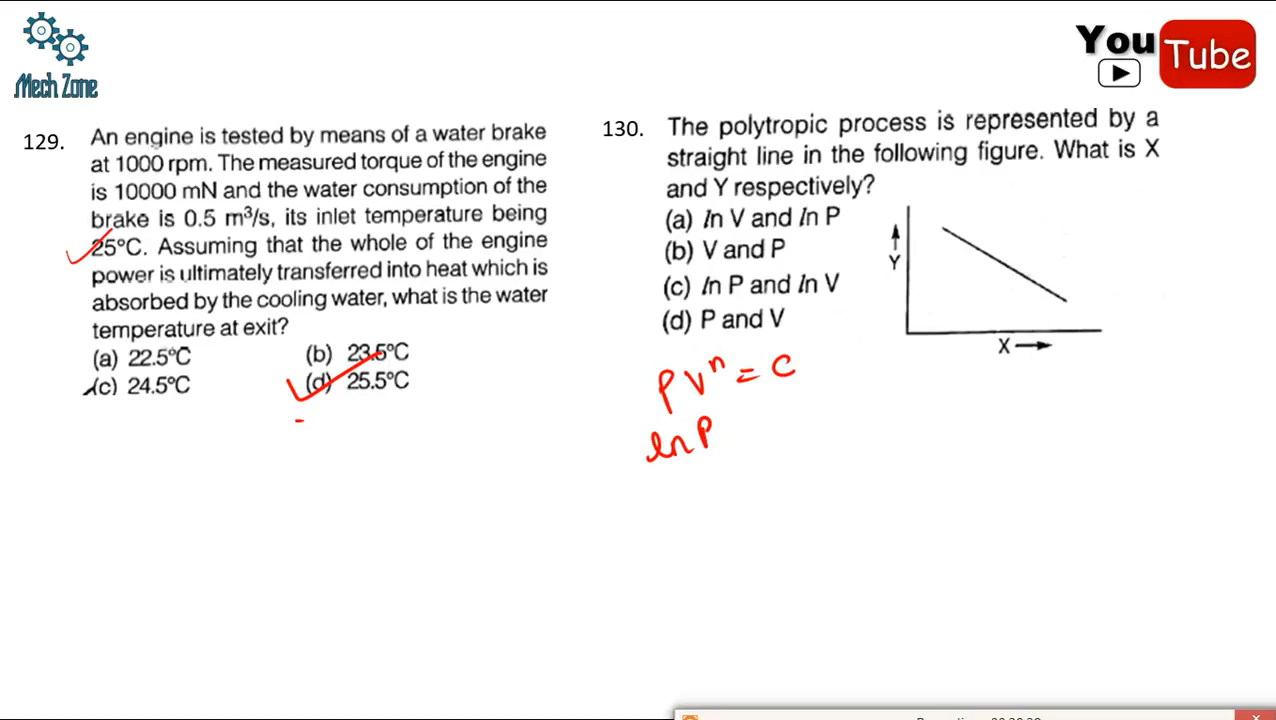 Mech Zone
You Tube
129. An engine is tested by means of a water brake
at 1000 rpm. The measured torque of the engine
is 10000 mN and the water consumption of the
brake is 0.5 m³/s, its inlet temperature being
25°C. Assuming that the whole of the engine
power is ultimately transferred into heat which is
absorbed by the cooling water, what is the water
temperature at exit?
(a) 22.5°C (b) 23.5°C
(c) 24.5°C (d) 25.5°C
130. The polytropic process is represented by a
straight line in the following figure. What is X
and Y respectively?
(a) ln V and ln P
(b) V and P
(c) ln P and ln V
(d) P and V
Y
X
PVⁿ = C
ln P